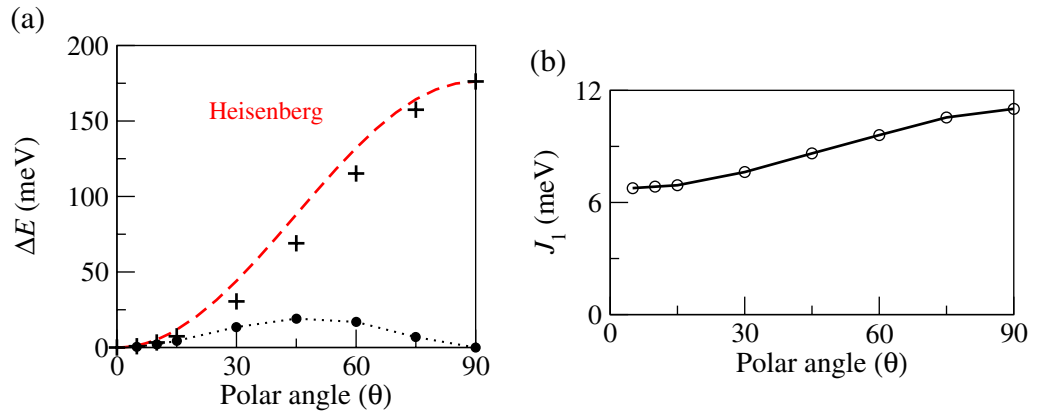 (a)
200
150
100
50
0
ΔE (meV)
Heisenberg
0 30 60 90
Polar angle (θ)
(b)
12
6
0
J₁ (meV)
0 30 60 90
Polar angle (θ)